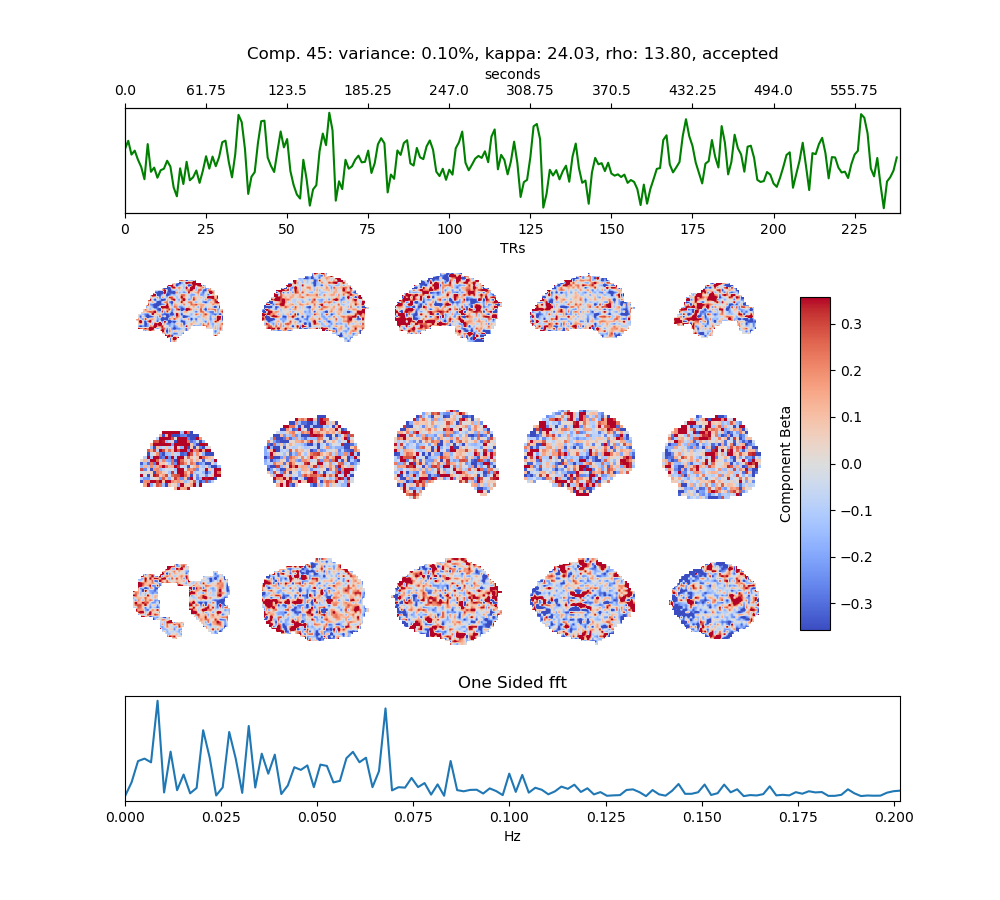 Comp. 45: variance: 0.10%, kappa: 24.03, rho: 13.80, accepted
seconds
0.0 61.75 123.5 185.25 247.0 308.75 370.5 432.25 494.0 555.75
0 25 50 75 100 125 150 175 200 225
TRs
0.3
0.2
0.1
0.0
−0.1
−0.2
−0.3
Component Beta
One Sided fft
0.000 0.025 0.050 0.075 0.100 0.125 0.150 0.175 0.200
Hz